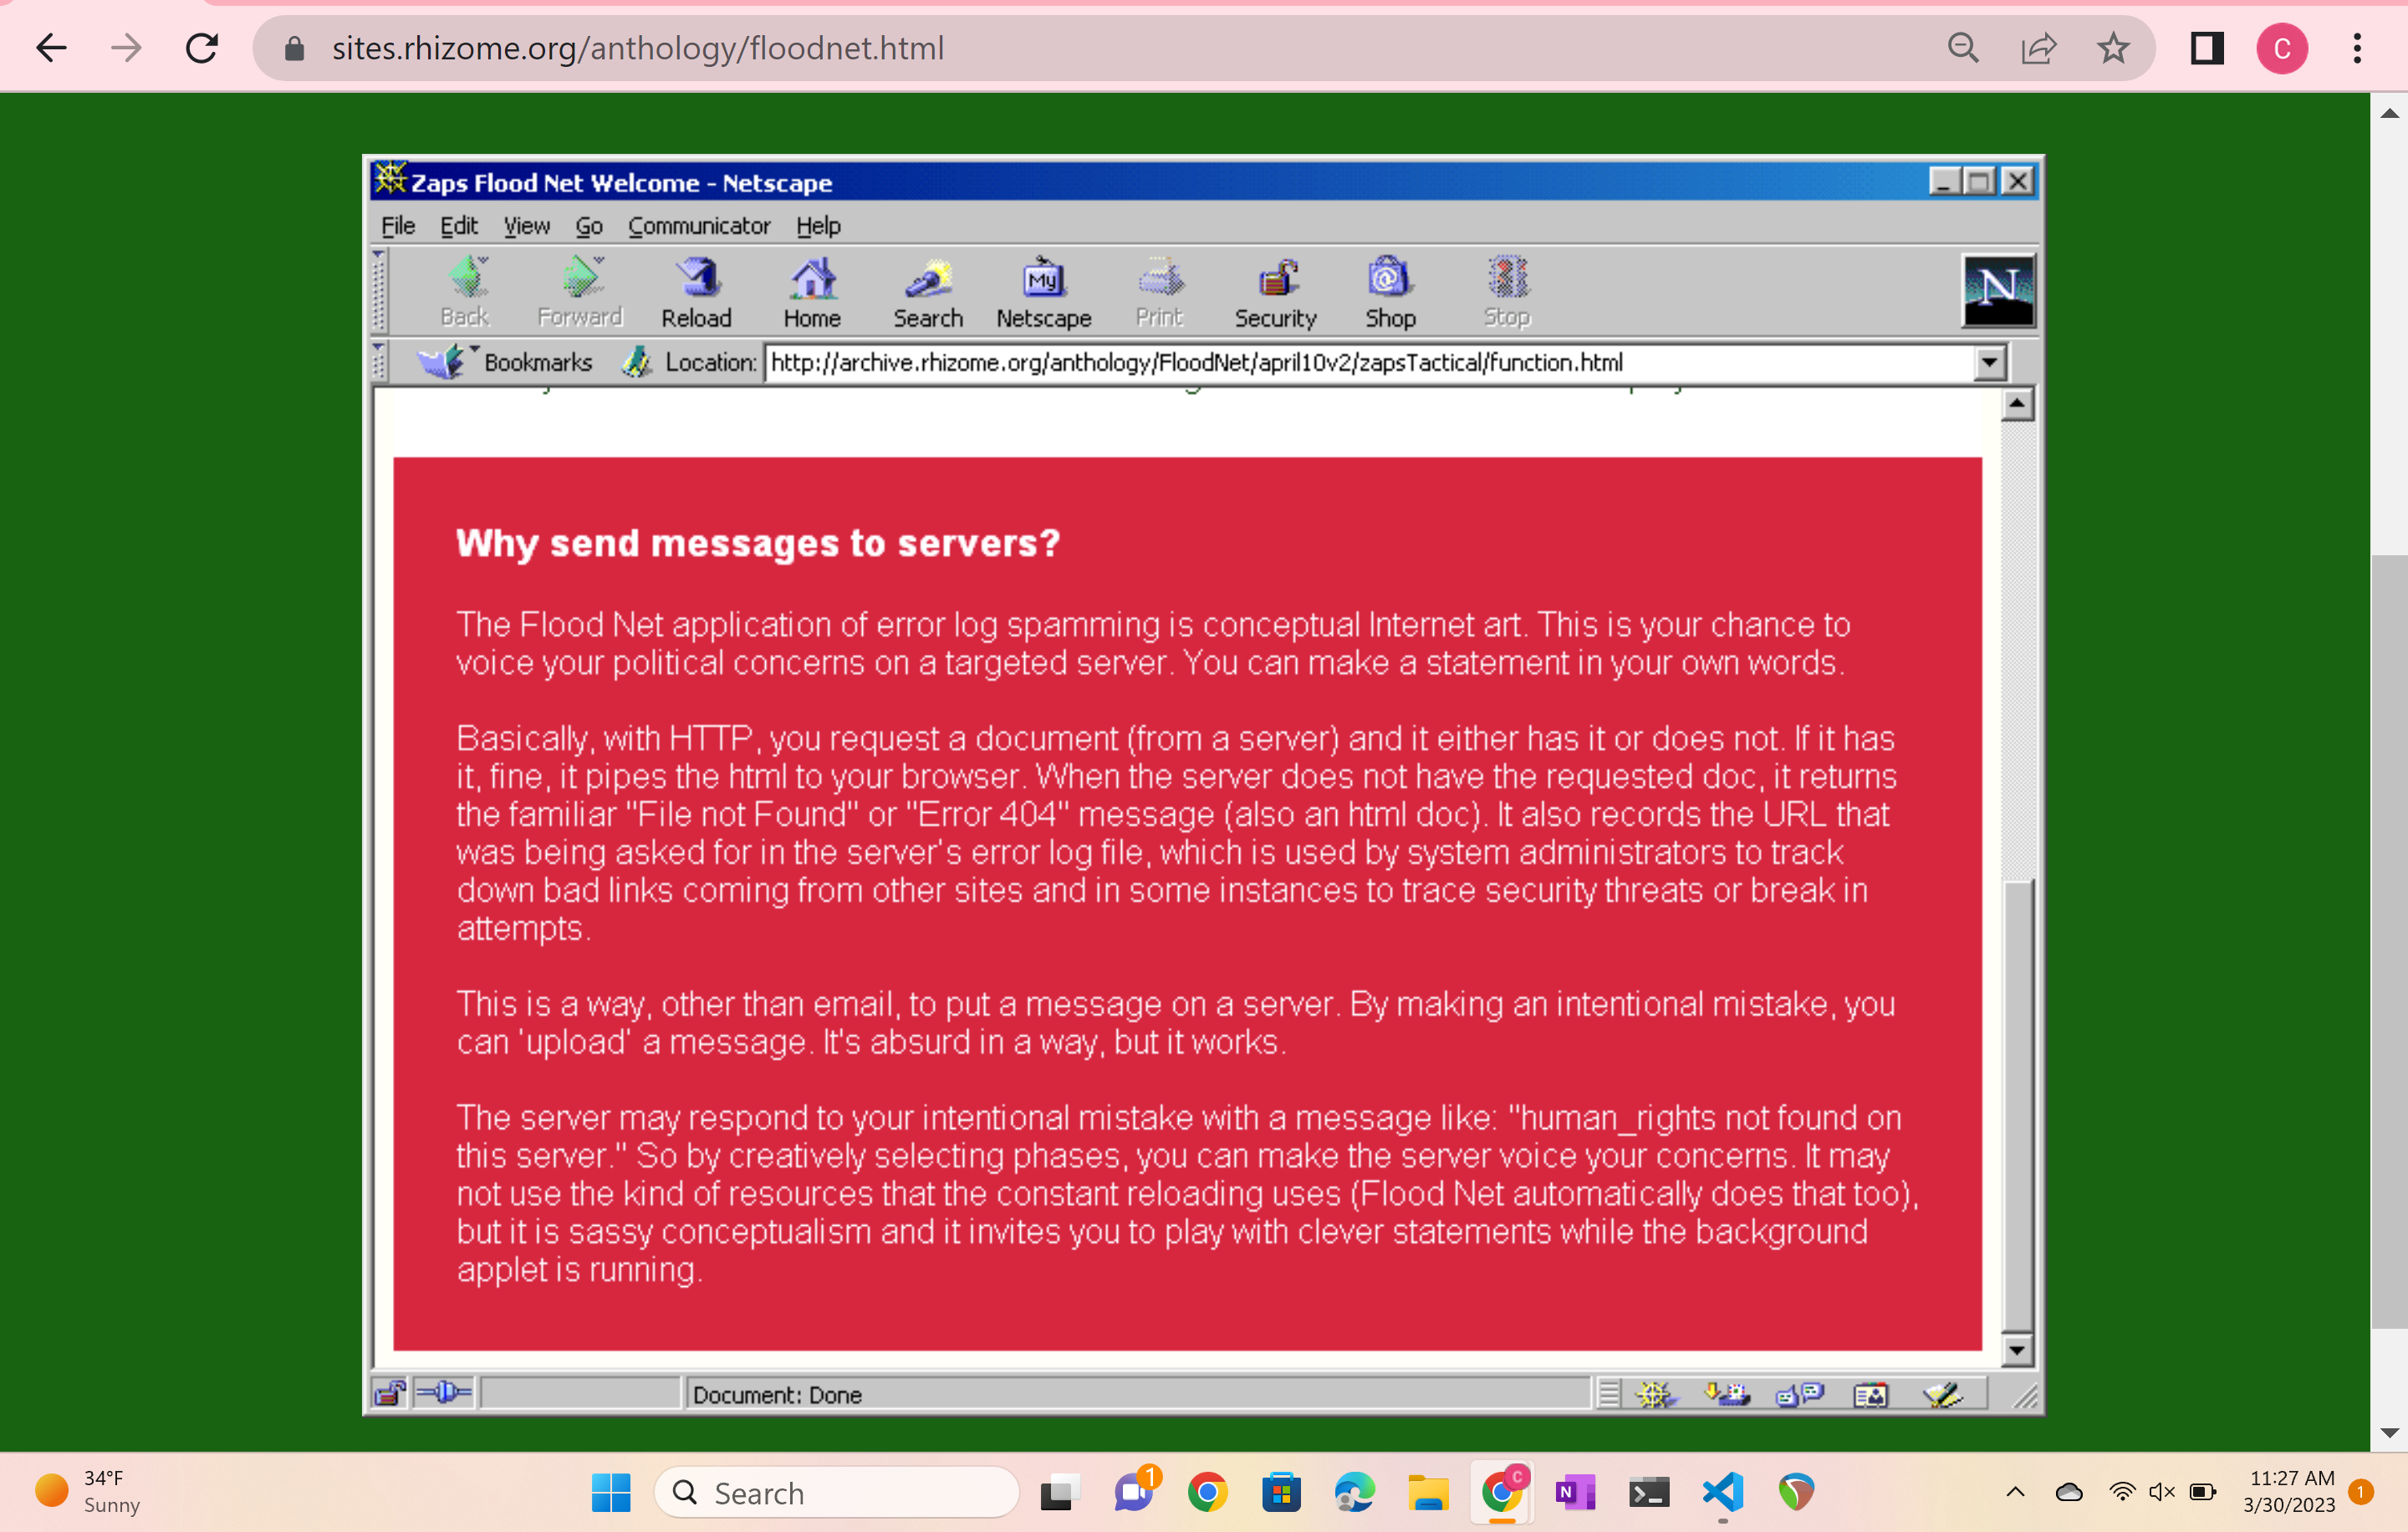 sites.rhizome.org/anthology/floodnet.html
C
Zaps Flood Net Welcome - Netscape
File Edit View Go Communicator Help
My
N
Back Forward Reload Home Search Netscape Print Security Shop Stop
Bookmarks Location: http://archive.rhizome.org/anthology/FloodNet/april10v2/zapsTactical/function.html
Why send messages to servers?
The Flood Net application of error log spamming is conceptual Internet art. This is your chance to
voice your political concerns on a targeted server. You can make a statement in your own words.
Basically, with HTTP, you request a document (from a server) and it either has it or does not. If it has
it, fine, it pipes the html to your browser. When the server does not have the requested doc, it returns
the familiar "File not Found" or "Error 404" message (also an html doc). It also records the URL that
was being asked for in the server's error log file, which is used by system administrators to track
down bad links coming from other sites and in some instances to trace security threats or break in
attempts.
This is a way, other than email, to put a message on a server. By making an intentional mistake, you
can 'upload' a message. It's absurd in a way, but it works.
The server may respond to your intentional mistake with a message like: "human_rights not found on
this server." So by creatively selecting phases, you can make the server voice your concerns. It may
not use the kind of resources that the constant reloading uses (Flood Net automatically does that too),
but it is sassy conceptualism and it invites you to play with clever statements while the background
applet is running.
Document: Done
34°F
Sunny
Search
1
C
N
11:27 AM
3/30/2023
1